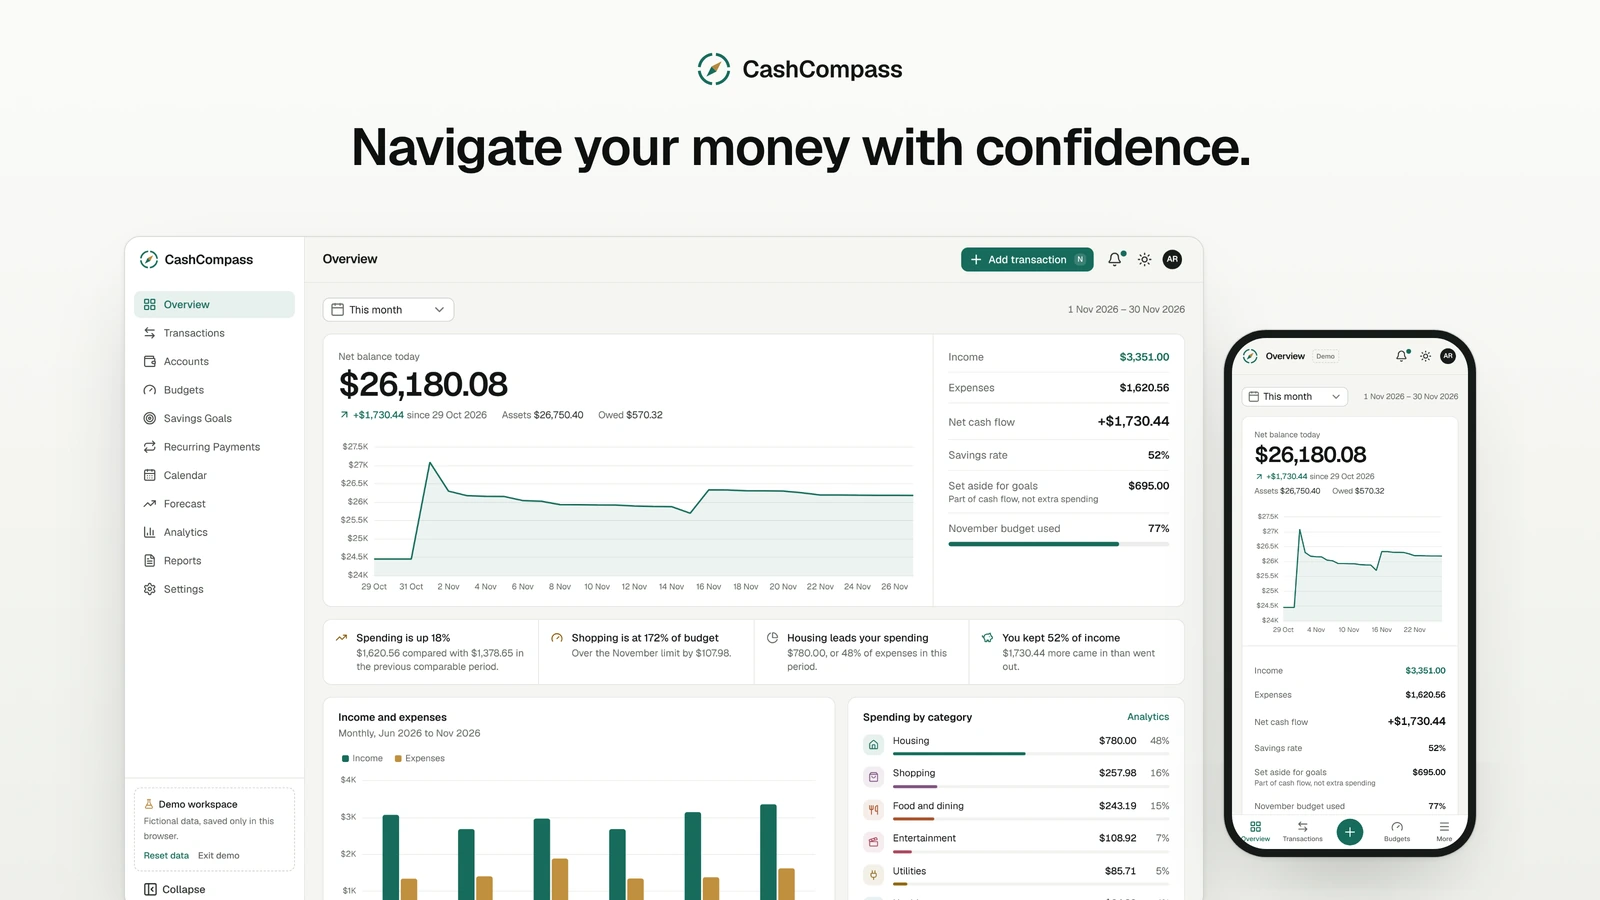 CashCompass
Navigate your money with confidence.
CashCompass
Overview
Transactions
Accounts
Budgets
Savings Goals
Recurring Payments
Calendar
Forecast
Analytics
Reports
Settings
Demo workspace
Fictional data, saved only in this
browser.
Reset data Exit demo
Collapse
Overview
Add transaction N
AR
This month
1 Nov 2026 – 30 Nov 2026
Net balance today
$26,180.08
+$1,730.44 since 29 Oct 2026 Assets $26,750.40 Owed $570.32
$27.5K
$27K
$26.5K
$26K
$25.5K
$25K
$24.5K
$24K
29 Oct 31 Oct 2 Nov 4 Nov 6 Nov 8 Nov 10 Nov 12 Nov 14 Nov 16 Nov 18 Nov 20 Nov 22 Nov 24 Nov 26 Nov
Income $3,351.00
Expenses $1,620.56
Net cash flow +$1,730.44
Savings rate 52%
Set aside for goals $695.00
Part of cash flow, not extra spending
November budget used 77%
Spending is up 18%
$1,620.56 compared with $1,378.65 in
the previous comparable period.
Shopping is at 172% of budget
Over the November limit by $107.98.
Housing leads your spending
$780.00, or 48% of expenses in this
period.
You kept 52% of income
$1,730.44 more came in than went
out.
Income and expenses
Monthly, Jun 2026 to Nov 2026
Income Expenses
$4K
$3K
$2K
$1K
Spending by category Analytics
Housing $780.00 48%
Shopping $257.98 16%
Food and dining $243.19 15%
Entertainment $108.92 7%
Utilities $85.71 5%
Overview Demo
AR
This month
1 Nov 2026 – 30 Nov 2026
Net balance today
$26,180.08
+$1,730.44 since 29 Oct 2026
Assets $26,750.40 Owed $570.32
$27.5K
$27K
$26.5K
$26K
$25.5K
$25K
$24.5K
$24K
29 Oct 4 Nov 10 Nov 16 Nov 22 Nov
Income $3,351.00
Expenses $1,620.56
Net cash flow +$1,730.44
Savings rate 52%
Set aside for goals $695.00
Part of cash flow, not extra spending
November budget used 77%
Overview Transactions Budgets More